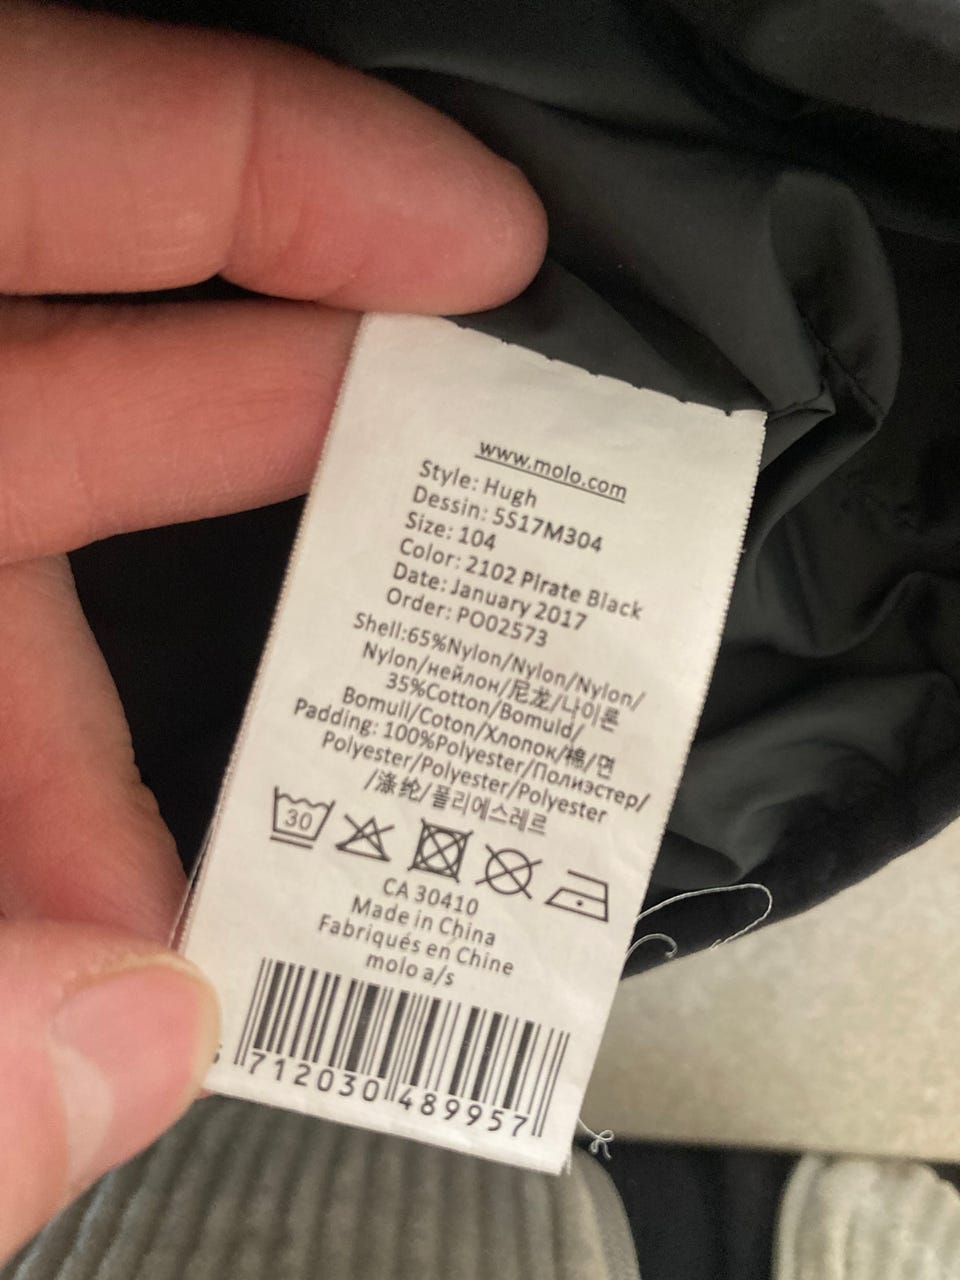 www.molo.com
Style: Hugh
Dessin: 5S17M304
Size: 104
Color: 2102 Pirate Black
Date: January 2017
Order: PO02573
Shell:65%Nylon/Nylon/Nylon/
Nylon/нейлон/尼龙/나이론
35%Cotton/Bomuld/
Bomull/Coton/Хлопок/棉/면
Padding: 100%Polyester/Полиэстер/
Polyester/Polyester/Polyester
/涤纶/폴리에스레르
30
CA 30410
Made in China
Fabriqués en Chine
molo a/s
712030 489957